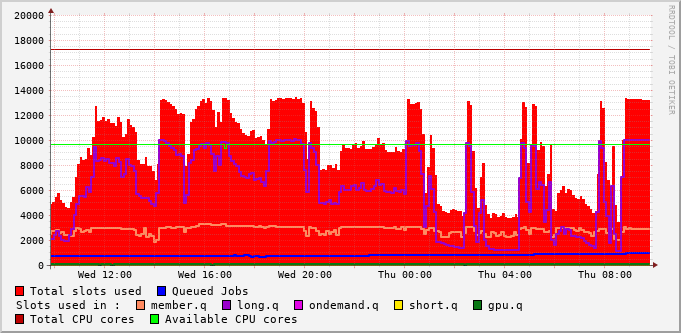 20000
18000
16000
14000
12000
10000
8000
6000
4000
2000
0
Wed 12:00 Wed 16:00 Wed 20:00 Thu 00:00 Thu 04:00 Thu 08:00
Total slots used Queued Jobs
Slots used in : member.q long.q ondemand.q short.q gpu.q
Total CPU cores Available CPU cores
RRDTOOL / TOBI OETIKER